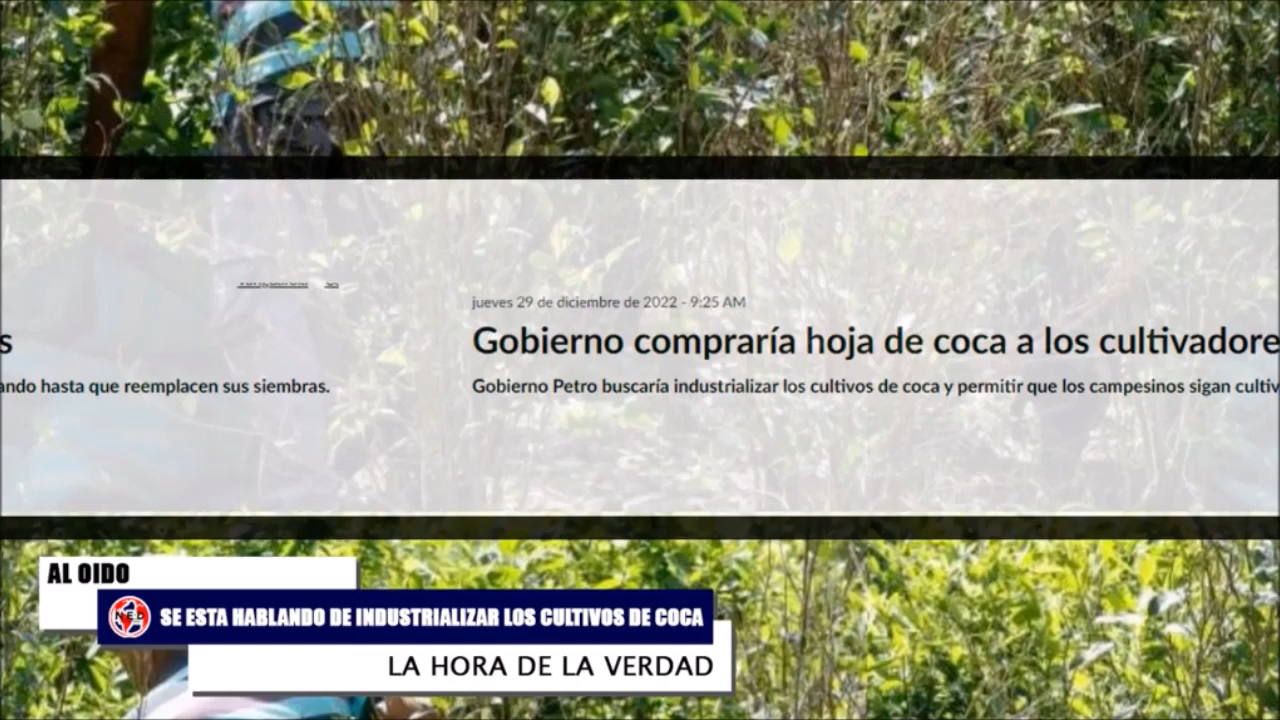 jueves 29 de diciembre de 2022 - 9:25 AM
s
Gobierno compraría hoja de coca a los cultivadore
ando hasta que reemplacen sus siembras.
Gobierno Petro buscaría industrializar los cultivos de coca y permitir que los campesinos sigan cultiv
AL OIDO
SE ESTA HABLANDO DE INDUSTRIALIZAR LOS CULTIVOS DE COCA
LA HORA DE LA VERDAD